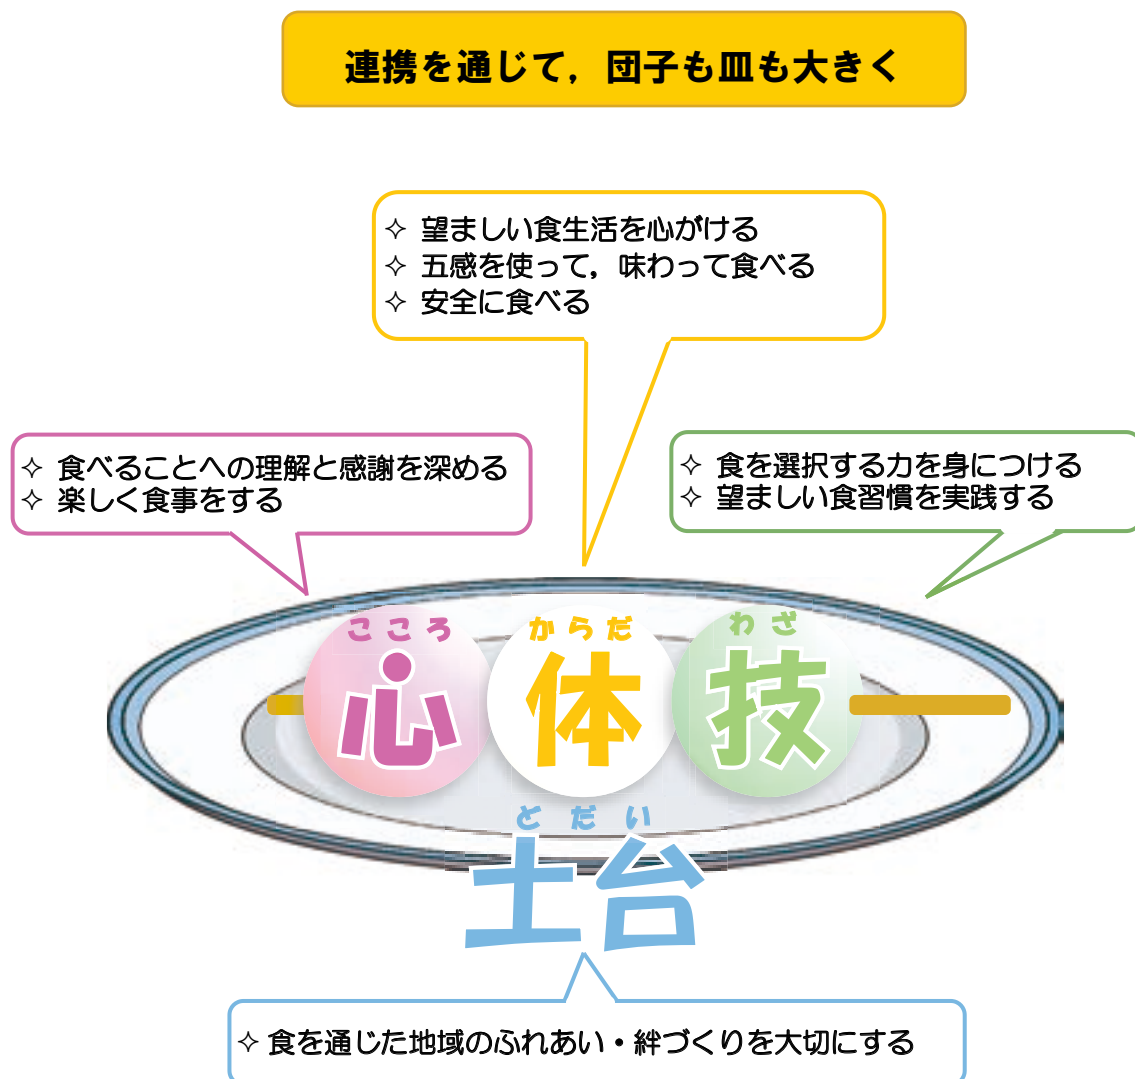 連携を通じて，団子も皿も大きく
✧ 望ましい食生活を心がける
✧ 五感を使って，味わって食べる
✧ 安全に食べる
✧ 食べることへの理解と感謝を深める
✧ 楽しく食事をする
✧ 食を選択する力を身につける
✧ 望ましい食習慣を実践する
こころ
心
からだ
体
わざ
技
とだい
土台
✧ 食を通じた地域のふれあい・絆づくりを大切にする